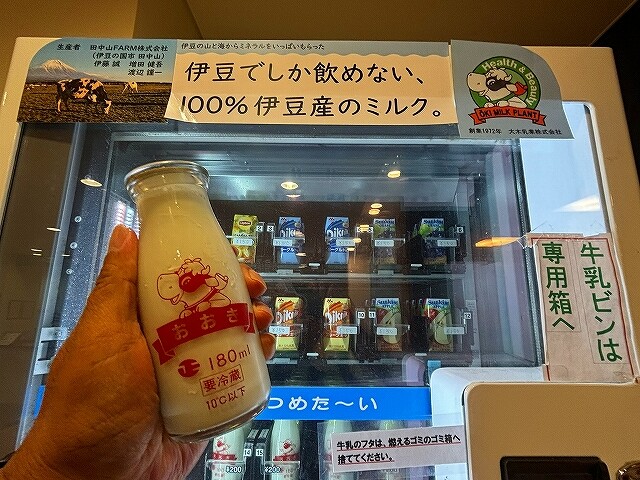 生産者 田中山FARM株式会社
(伊豆の国市 田中山)
伊藤 誠 増田 健吾
渡辺 謹一
伊豆の山と海からミネラルをいっぱいもらった
伊豆でしか飲めない、
100%伊豆産のミルク。
Health & Beauty
ŌKI MILK PLANT
創業1972年 大木乳業株式会社
おおき
正 180ml
要冷蔵
10℃以下
つめた〜い
牛乳のフタは、燃えるゴミのゴミ箱へ
捨ててください。
牛乳ビンは
専用箱へ
¥200
¥200